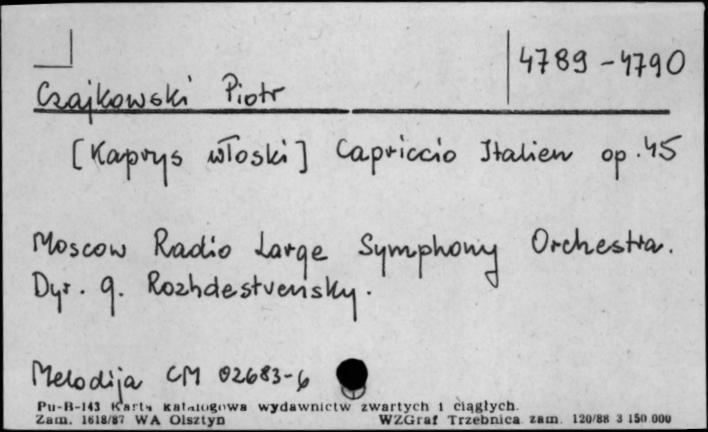 4789-4790
Czajkowski Piotr
[Kaprys włoski] Capriccio Italien op.45
Moscow Radio Large Symphony Orchestra.
Dyr. G. Rozhdestvensky.
Melodija CM 02683-6
Pu-B-143 Karta katalogowa wydawnictw zwartych i ciągłych.
Zam. 1618/87 WA Olsztyn WZGraf Trzebnica zam. 120/88 3 150 000